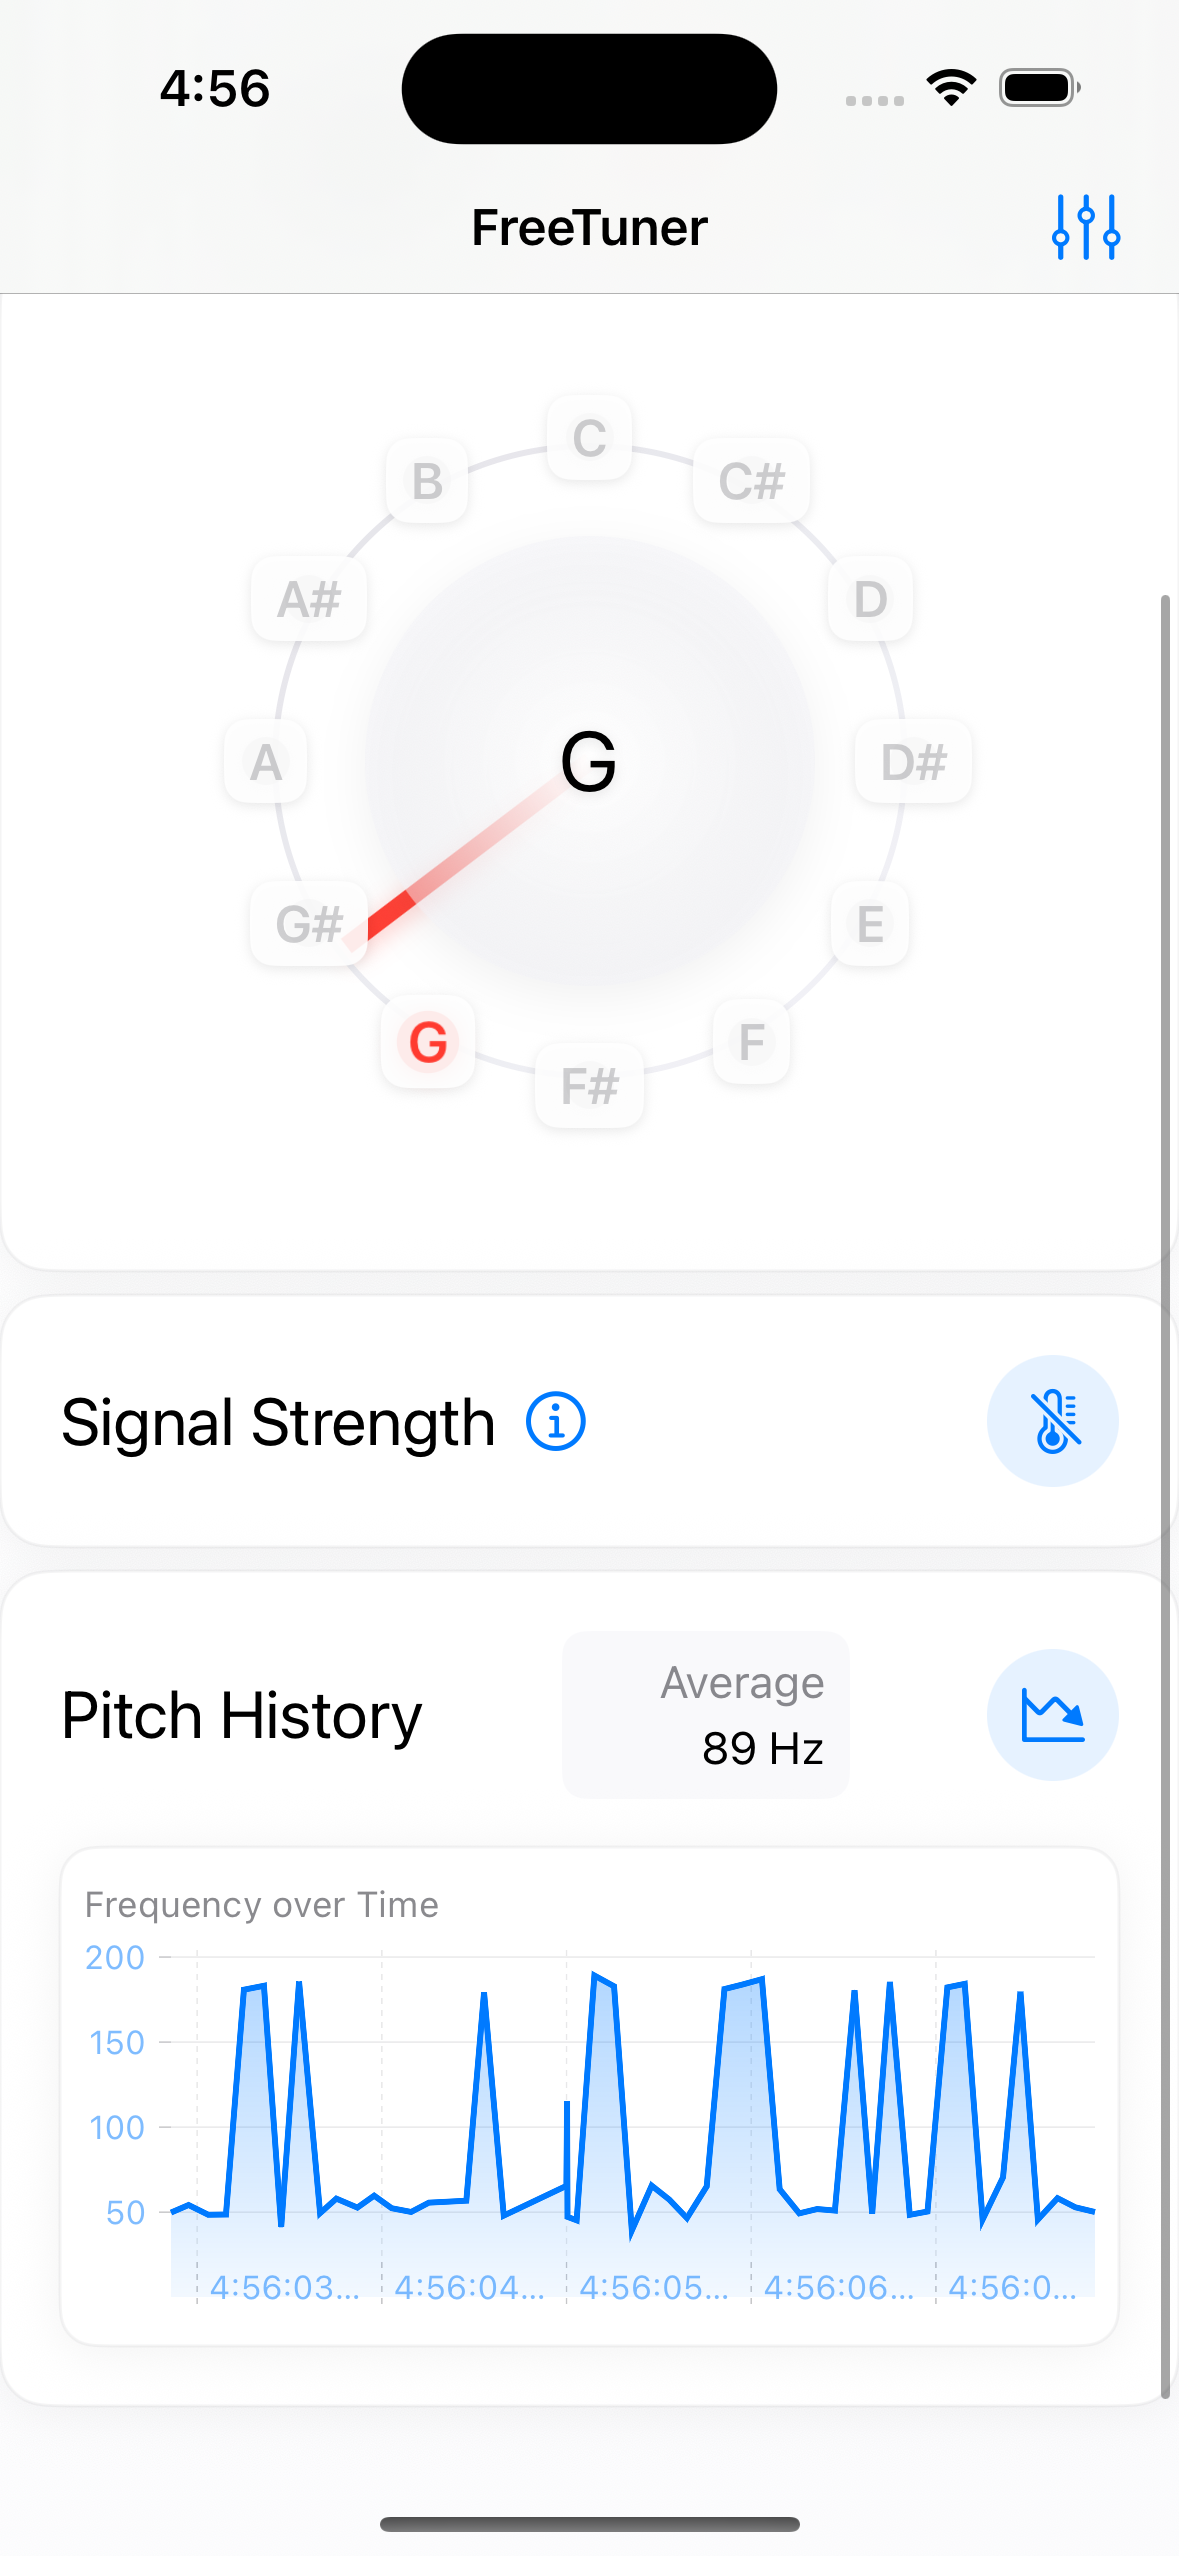 4:56
FreeTuner
C
B
C#
A#
D
G
A
D#
G#
E
G
F
F#
Signal Strength
Pitch History
Average
89 Hz
Frequency over Time
200
150
100
50
4:56:03...
4:56:04...
4:56:05...
4:56:06...
4:56:0...